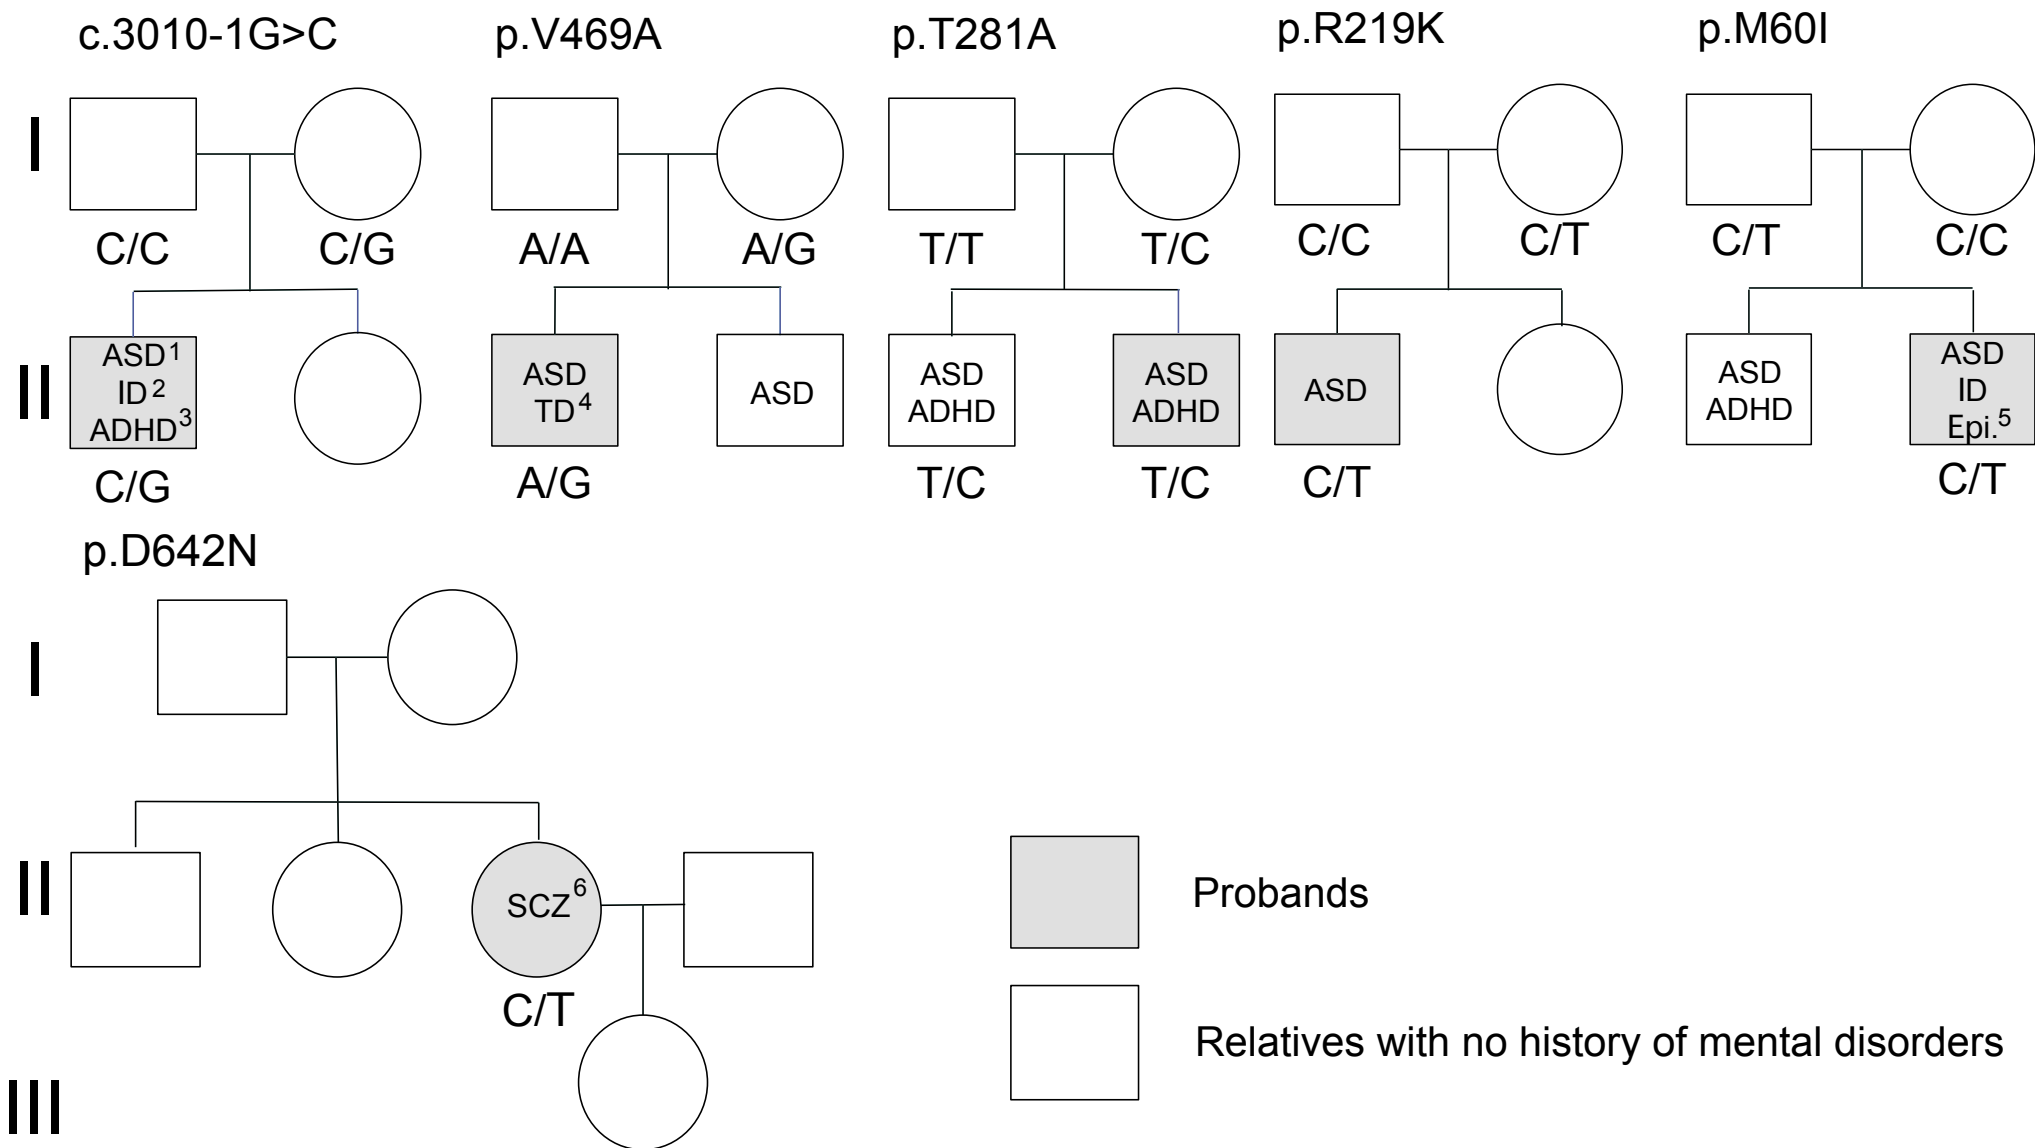 c.3010-1G>C p.V469A p.T281A p.R219K p.M60I
I
C/C C/G A/A A/G T/T T/C C/C C/T C/T C/C
II
ASD1
ID2
ADHD3
ASD
TD4
ASD
ASD
ADHD
ASD
ADHD
ASD
ASD
ADHD
ASD
ID
Epi.5
C/G A/G T/C T/C C/T C/T
p.D642N
I
II
SCZ6
C/T
III
Probands
Relatives with no history of mental disorders